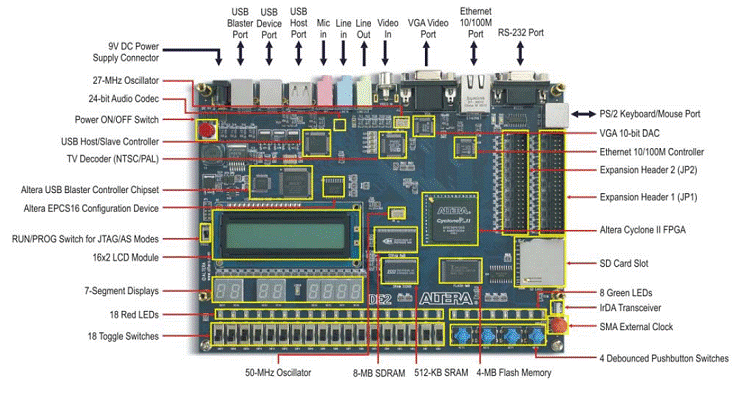 USB
Blaster
Port
USB
Device
Port
USB
Host
Port
Mic
in
Line
in
Line
Out
Video
In
VGA Video
Port
Ethernet
10/100M
Port
RS-232 Port
9V DC Power
Supply Connector
27-MHz Oscillator
24-bit Audio Codec
Power ON/OFF Switch
USB Host/Slave Controller
TV Decoder (NTSC/PAL)
Altera USB Blaster Controller Chipset
Altera EPCS16 Configuration Device
RUN/PROG Switch for JTAG/AS Modes
16x2 LCD Module
7-Segment Displays
18 Red LEDs
18 Toggle Switches
PS/2 Keyboard/Mouse Port
VGA 10-bit DAC
Ethernet 10/100M Controller
Expansion Header 2 (JP2)
Expansion Header 1 (JP1)
Altera Cyclone II FPGA
SD Card Slot
8 Green LEDs
IrDA Transceiver
SMA External Clock
4 Debounced Pushbutton Switches
ALTERA
Cyclone II
DE2
ALTERA
50-MHz Oscillator
8-MB SDRAM
512-KB SRAM
4-MB Flash Memory